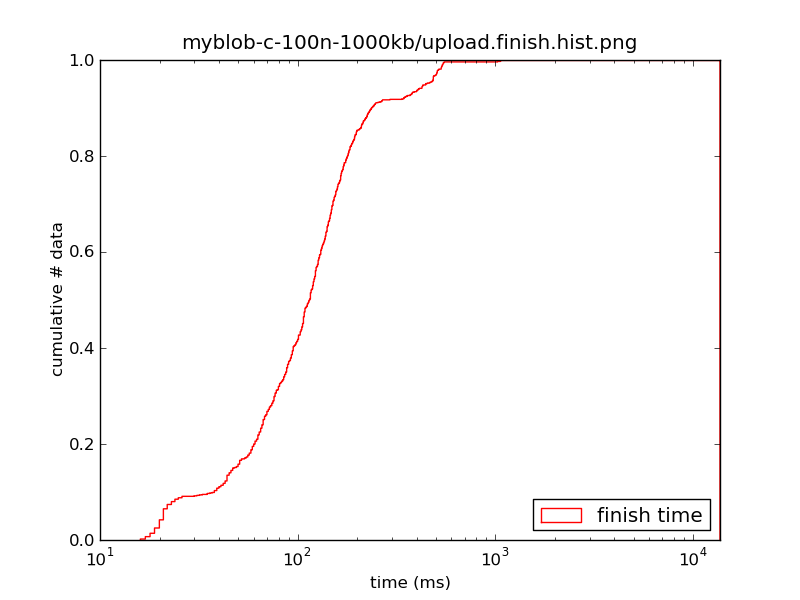 myblob-c-100n-1000kb/upload.finish.hist.png
1.0
0.8
0.6
0.4
0.2
0.0
cumulative # data
finish time
10¹ 10² 10³ 10⁴
time (ms)